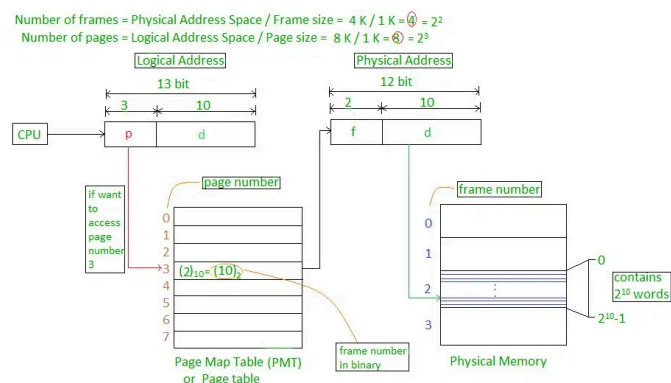 Number of frames = Physical Address Space / Frame size = 4 K / 1 K = 4 = 2²
Number of pages = Logical Address Space / Page size = 8 K / 1 K = 8 = 2³
Logical Address
Physical Address
13 bit
12 bit
3
10
2
10
CPU
p
d
f
d
if want
to
access
page
number
3
page number
frame number
0
1
2
3
4
5
6
7
(2)₁₀= (10)₂
0
1
2
3
⋮
0
contains
2¹⁰ words
2¹⁰-1
frame number
in binary
Page Map Table (PMT)
or Page table
Physical Memory